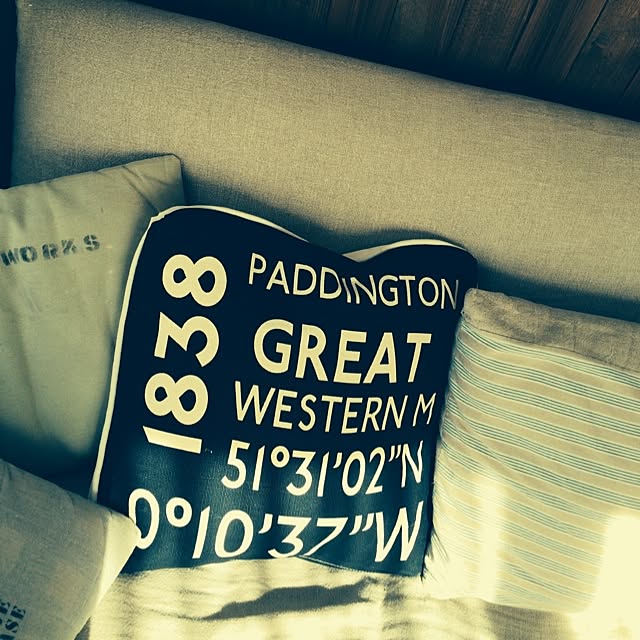 WORKS
1838
PADDINGTON
GREAT
WESTERN M
51°31'02"N
0°10'37"W